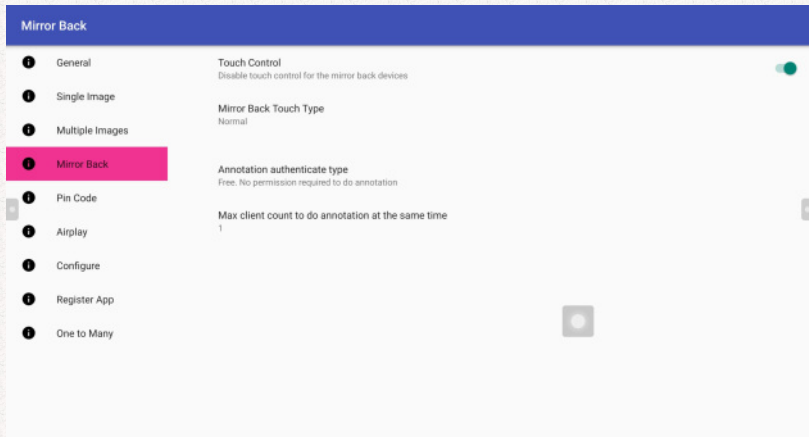 Mirror Back
General
Single Image
Multiple Images
Mirror Back
Pin Code
Airplay
Configure
Register App
One to Many
Touch Control
Disable touch control for the mirror back devices
Mirror Back Touch Type
Normal
Annotation authenticate type
Free. No permission required to do annotation
Max client count to do annotation at the same time
1